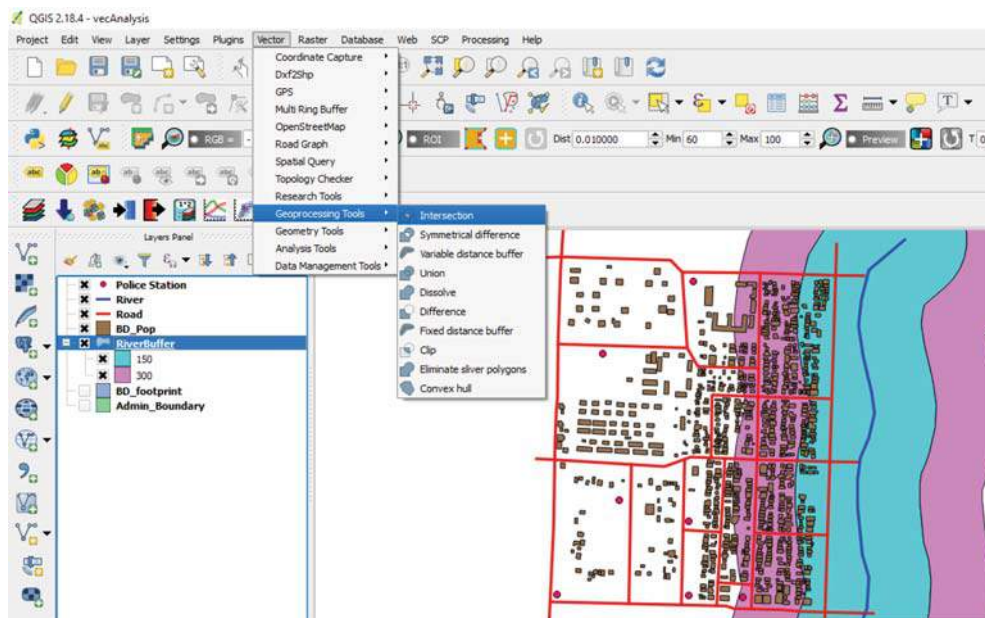 QGIS 2.18.4 - vecAnalysis
Project Edit View Layer Settings Plugins Vector Raster Database Web SCP Processing Help
Coordinate Capture
Dxf2Shp
GPS
Multi Ring Buffer
OpenStreetMap
Road Graph
Spatial Query
Topology Checker
Research Tools
Geoprocessing Tools
Geometry Tools
Analysis Tools
Data Management Tools
Intersection
Symmetrical difference
Variable distance buffer
Union
Dissolve
Difference
Fixed distance buffer
Clip
Eliminate sliver polygons
Convex hull
RGB = -
ROI
Dist 0.010000
Min 60
Max 100
Preview
T 0
abc
abc
Layers Panel
Police Station
River
Road
BD_Pop
RiverBuffer
150
300
BD_footprint
Admin_Boundary